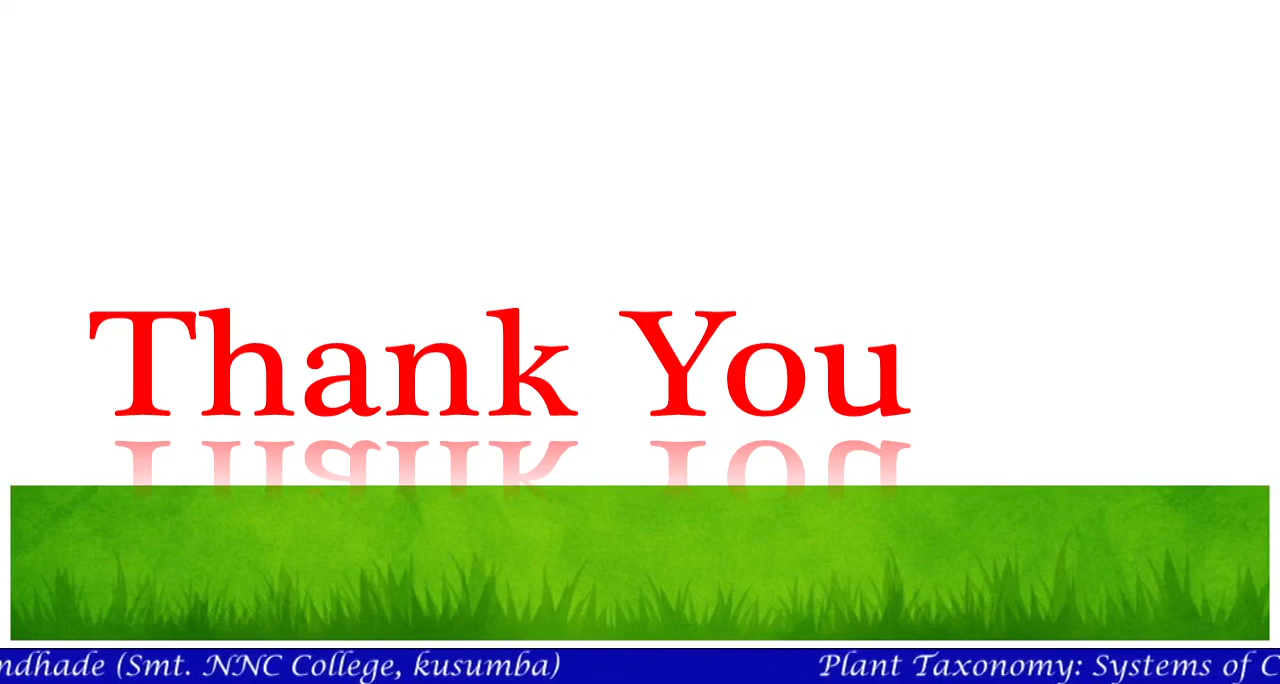 Thank You
ndhade (Smt. NNC College, kusumba) Plant Taxonomy: Systems of C